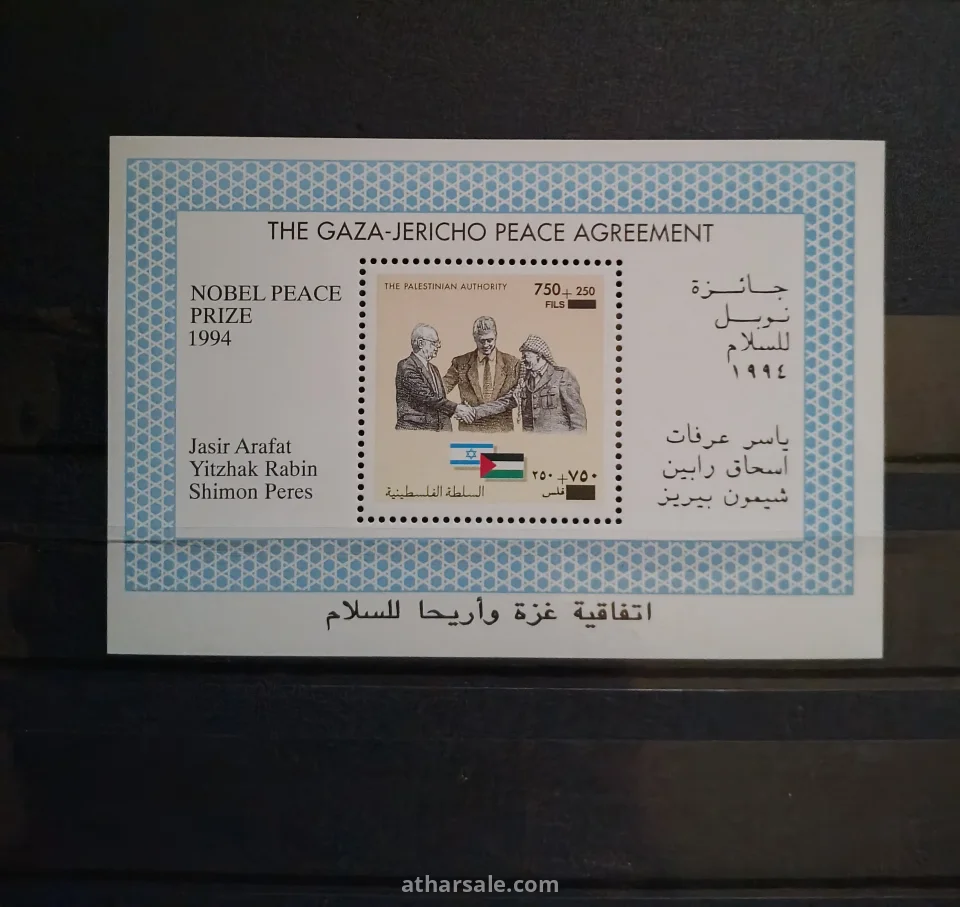 THE GAZA-JERICHO PEACE AGREEMENT
NOBEL PEACE
PRIZE
1994
Jasir Arafat
Yitzhak Rabin
Shimon Peres
THE PALESTINIAN AUTHORITY
750 + 250
FILS
٢٥٠ + ٧٥٠
فلس
السلطة الفلسطينية
جائزة
نوبل
للسلام
١٩٩٤
ياسر عرفات
اسحاق رابين
شيمون بيريز
اتفاقية غزة وأريحا للسلام
atharsale.com